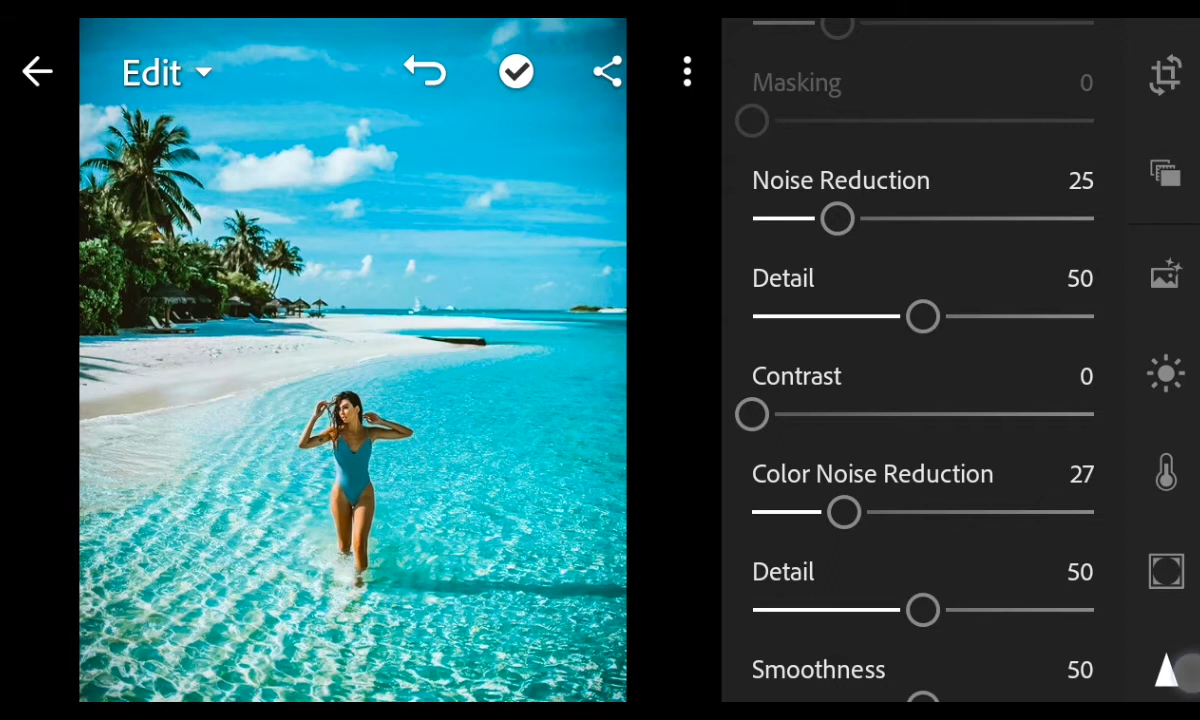 Edit
Masking 0
Noise Reduction 25
Detail 50
Contrast 0
Color Noise Reduction 27
Detail 50
Smoothness 50